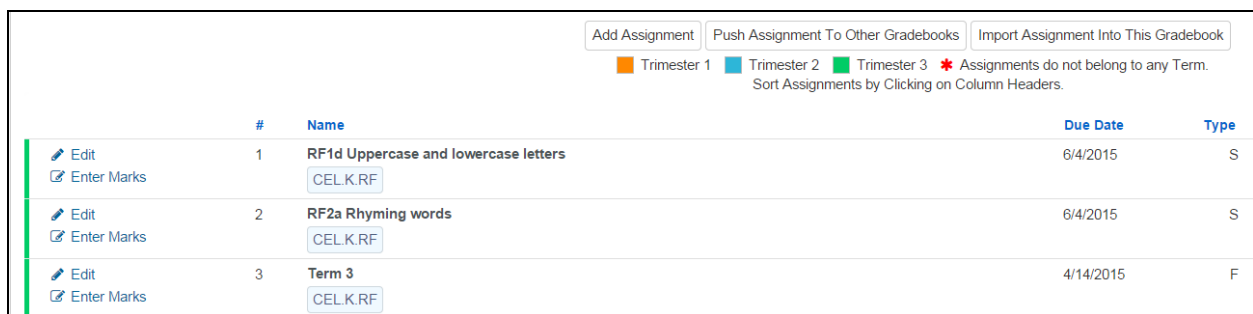 Add Assignment Push Assignment To Other Gradebooks Import Assignment Into This Gradebook
Trimester 1 Trimester 2 Trimester 3 ✱ Assignments do not belong to any Term.
Sort Assignments by Clicking on Column Headers.
# Name Due Date Type
Edit 1 RF1d Uppercase and lowercase letters 6/4/2015 S
Enter Marks CEL.K.RF
Edit 2 RF2a Rhyming words 6/4/2015 S
Enter Marks CEL.K.RF
Edit 3 Term 3 4/14/2015 F
Enter Marks CEL.K.RF